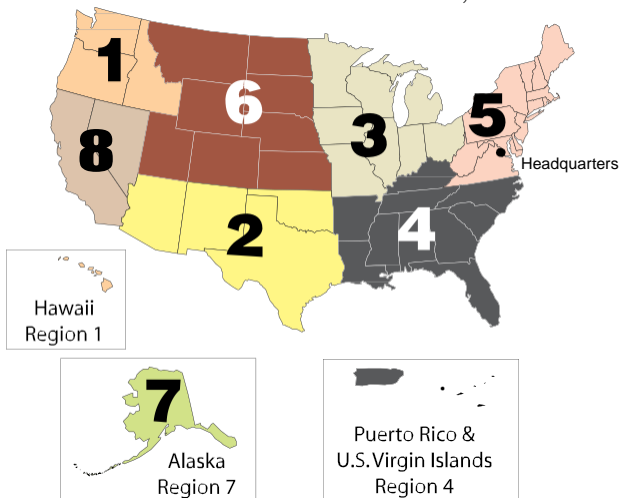 1
6
5
3
8
Headquarters
2
4
Hawaii
Region 1
7
Alaska
Region 7
Puerto Rico &
U.S. Virgin Islands
Region 4